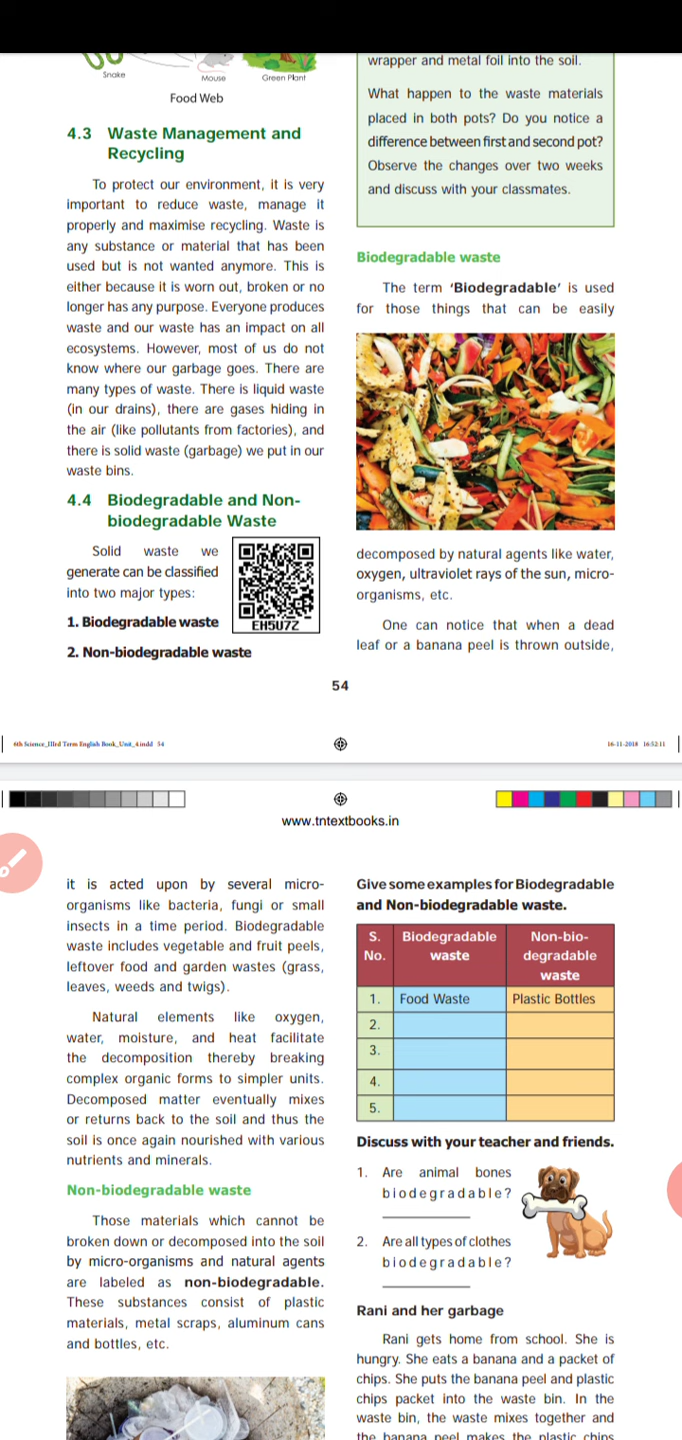 Snake
Mouse
Green Plant
Food Web
4.3 Waste Management and
Recycling
To protect our environment, it is very
important to reduce waste, manage it
properly and maximise recycling. Waste is
any substance or material that has been
used but is not wanted anymore. This is
either because it is worn out, broken or no
longer has any purpose. Everyone produces
waste and our waste has an impact on all
ecosystems. However, most of us do not
know where our garbage goes. There are
many types of waste. There is liquid waste
(in our drains), there are gases hiding in
the air (like pollutants from factories), and
there is solid waste (garbage) we put in our
waste bins.
4.4 Biodegradable and Non-
biodegradable Waste
Solid waste we
generate can be classified
into two major types:
EH5U7Z
1. Biodegradable waste
2. Non-biodegradable waste
wrapper and metal foil into the soil.
What happen to the waste materials
placed in both pots? Do you notice a
difference between first and second pot?
Observe the changes over two weeks
and discuss with your classmates.
Biodegradable waste
The term ‘Biodegradable’ is used
for those things that can be easily
decomposed by natural agents like water,
oxygen, ultraviolet rays of the sun, micro-
organisms, etc.
One can notice that when a dead
leaf or a banana peel is thrown outside,
54
6th Science_IIIrd Term English Book_Unit_4.indd 54
16-11-2018 16:52:11
www.tntextbooks.in
it is acted upon by several micro-
organisms like bacteria, fungi or small
insects in a time period. Biodegradable
waste includes vegetable and fruit peels,
leftover food and garden wastes (grass,
leaves, weeds and twigs).
Natural elements like oxygen,
water, moisture, and heat facilitate
the decomposition thereby breaking
complex organic forms to simpler units.
Decomposed matter eventually mixes
or returns back to the soil and thus the
soil is once again nourished with various
nutrients and minerals.
Non-biodegradable waste
Those materials which cannot be
broken down or decomposed into the soil
by micro-organisms and natural agents
are labeled as non-biodegradable.
These substances consist of plastic
materials, metal scraps, aluminum cans
and bottles, etc.
Give some examples for Biodegradable
and Non-biodegradable waste.
S. No. Biodegradable waste Non-bio-degradable waste
1. Food Waste Plastic Bottles
2.
3.
4.
5.
Discuss with your teacher and friends.
1. Are animal bones
biodegradable?
2. Are all types of clothes
biodegradable?
Rani and her garbage
Rani gets home from school. She is
hungry. She eats a banana and a packet of
chips. She puts the banana peel and plastic
chips packet into the waste bin. In the
waste bin, the waste mixes together and
the banana peel makes the plastic chips